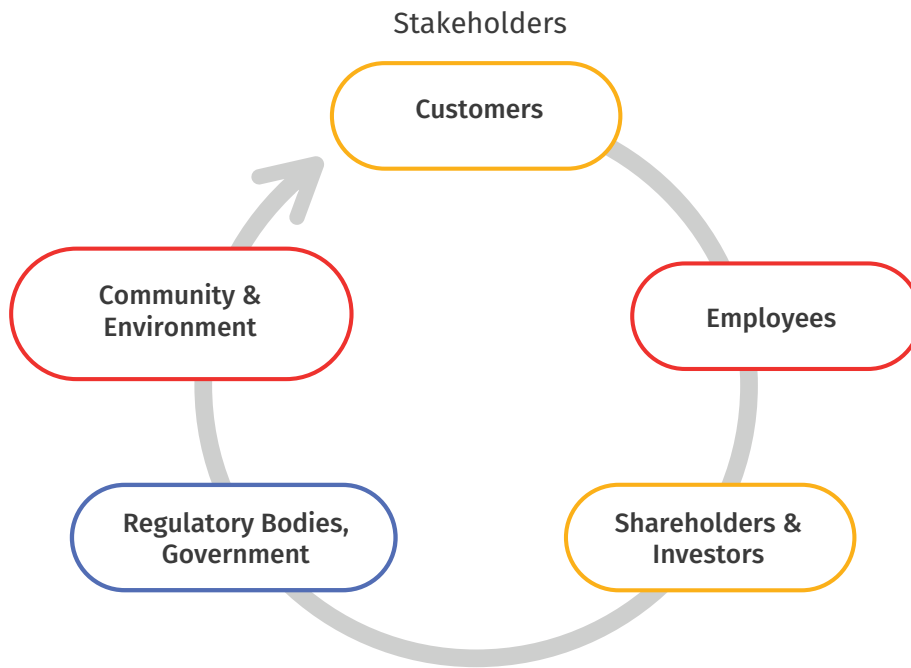 Stakeholders
Customers
Employees
Shareholders &
Investors
Regulatory Bodies,
Government
Community &
Environment